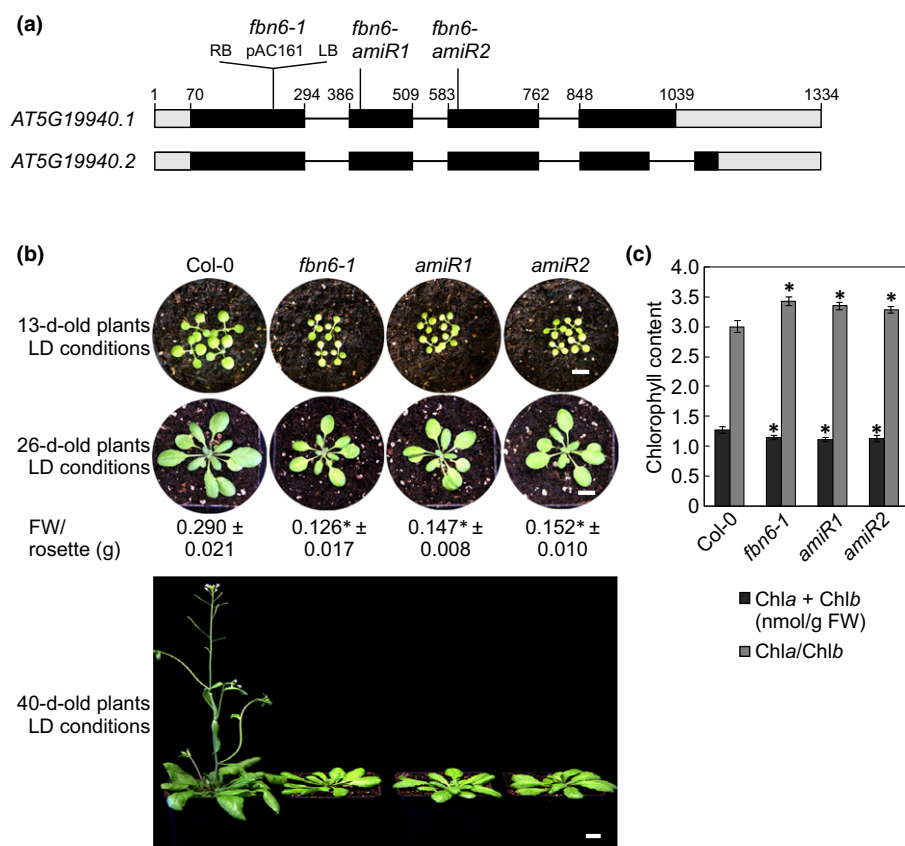 (a)
fbn6-1 fbn6- fbn6-
RB pAC161 LB amiR1 amiR2
1 70 294 386 509 583 762 848 1039 1334
AT5G19940.1
AT5G19940.2
(b)
Col-0 fbn6-1 amiR1 amiR2
13-d-old plants
LD conditions
26-d-old plants
LD conditions
FW/ 0.290 ± 0.126* ± 0.147* ± 0.152* ±
rosette (g) 0.021 0.017 0.008 0.010
40-d-old plants
LD conditions
(c)
Chlorophyll content
4.0
3.5
3.0
2.5
2.0
1.5
1.0
0.5
0
* * *
* * *
Col-0 fbn6-1 amiR1 amiR2
Chla + Chlb
(nmol/g FW)
Chla/Chlb